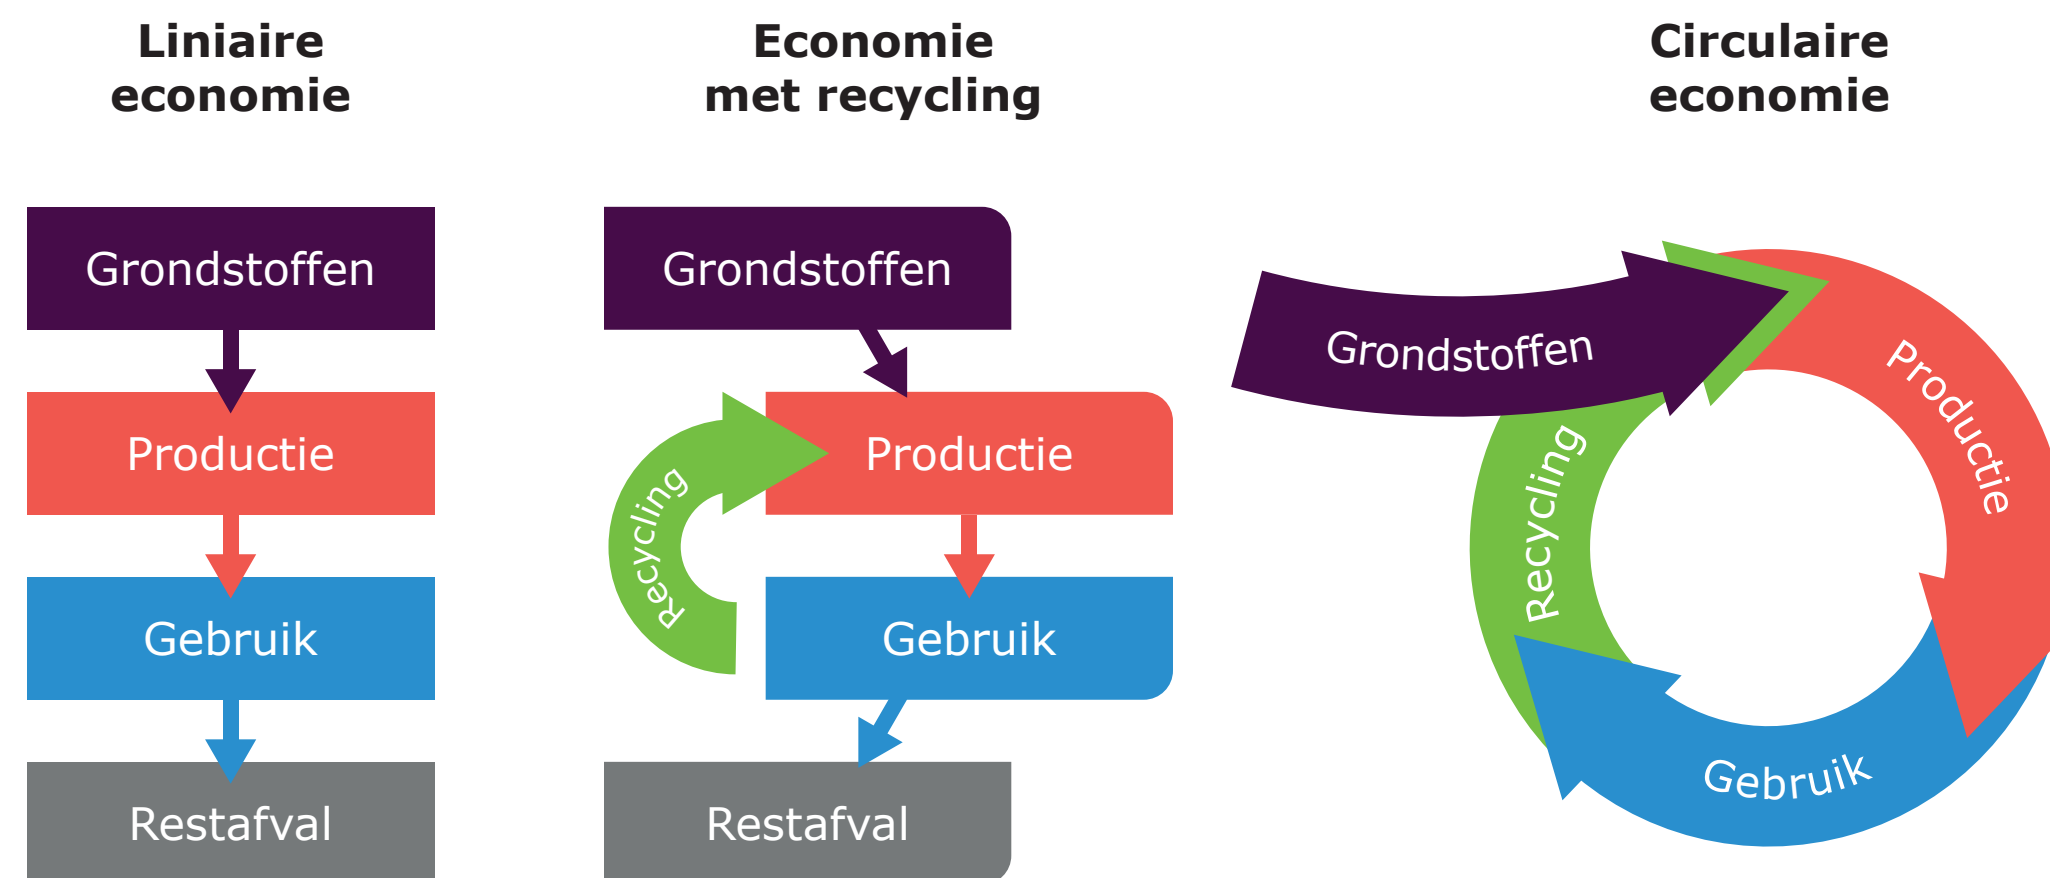 Liniaire
economie
Grondstoffen
Productie
Gebruik
Restafval
Economie
met recycling
Grondstoffen
Recycling
Productie
Gebruik
Restafval
Circulaire
economie
Grondstoffen
Productie
Recycling
Gebruik